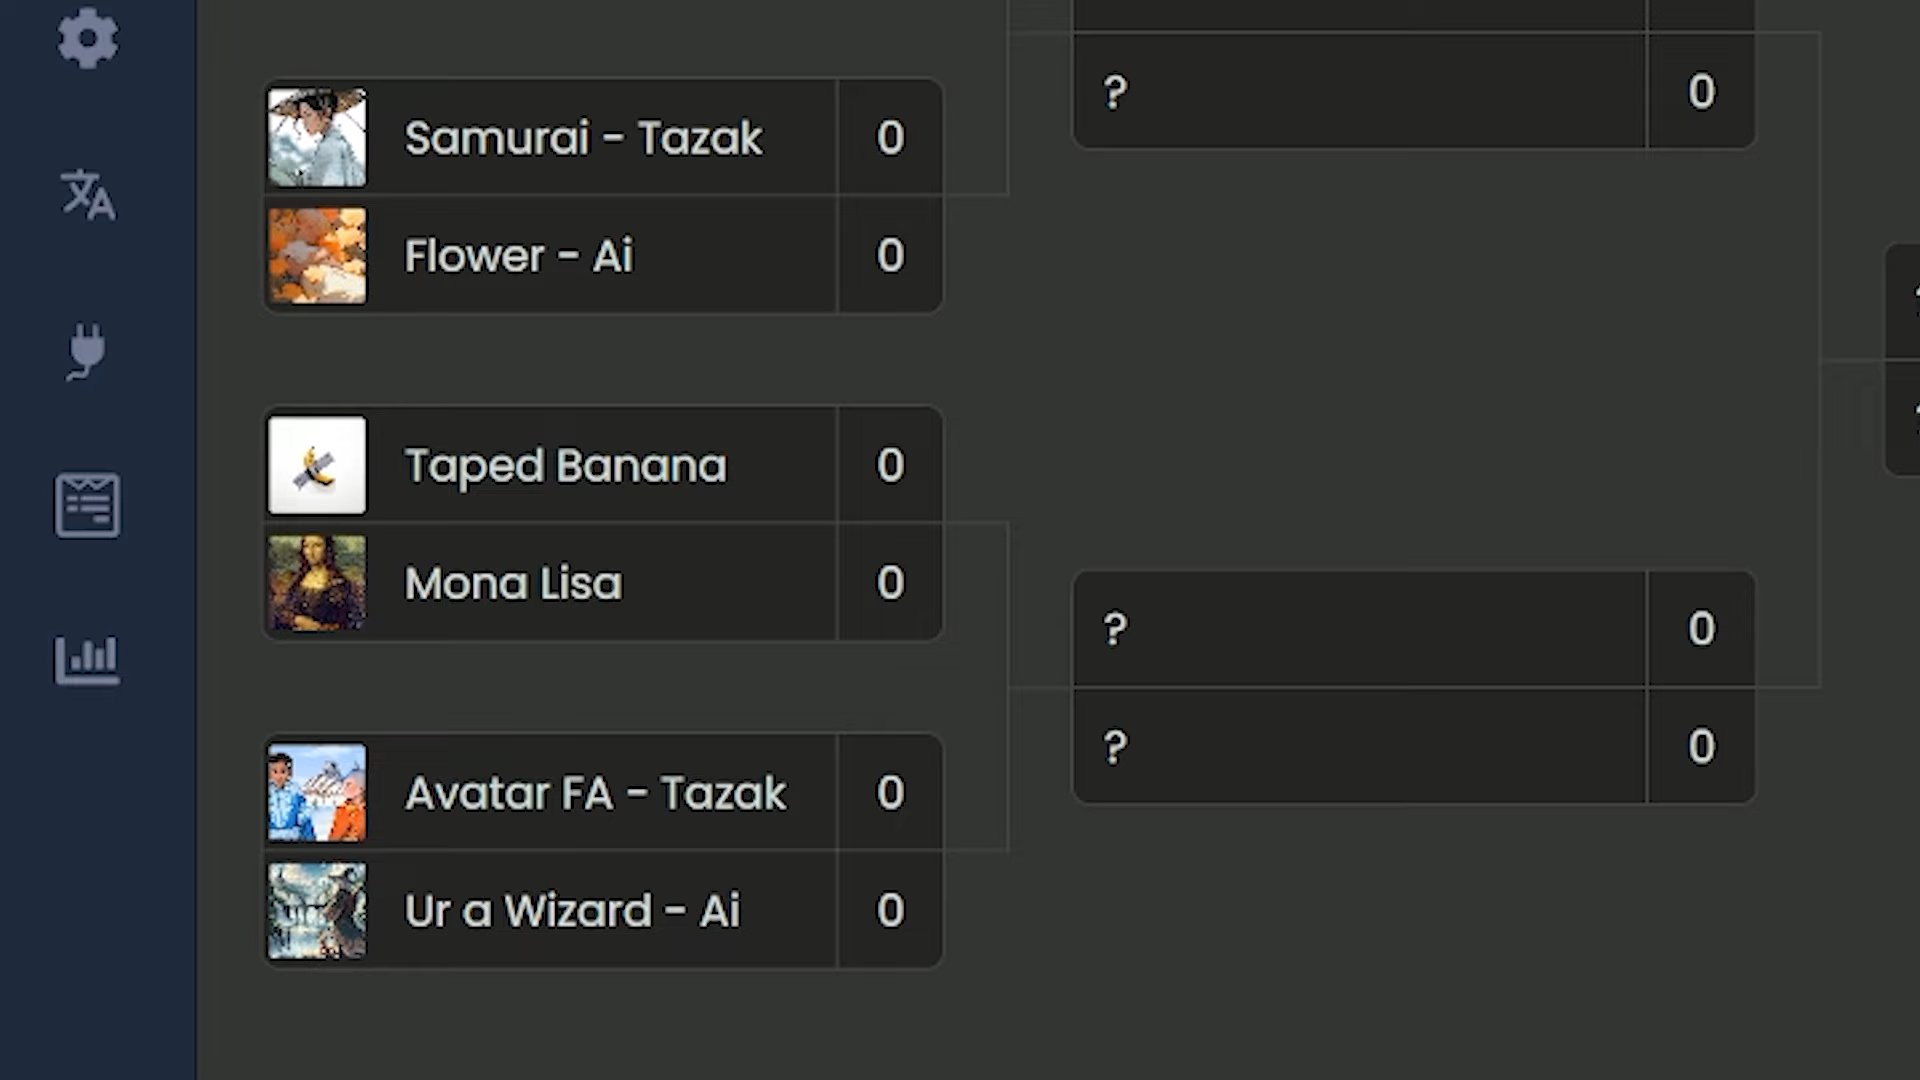 ? 0
Samurai - Tazak 0
Flower - Ai 0
Taped Banana 0
Mona Lisa 0
? 0
? 0
Avatar FA - Tazak 0
Ur a Wizard - Ai 0